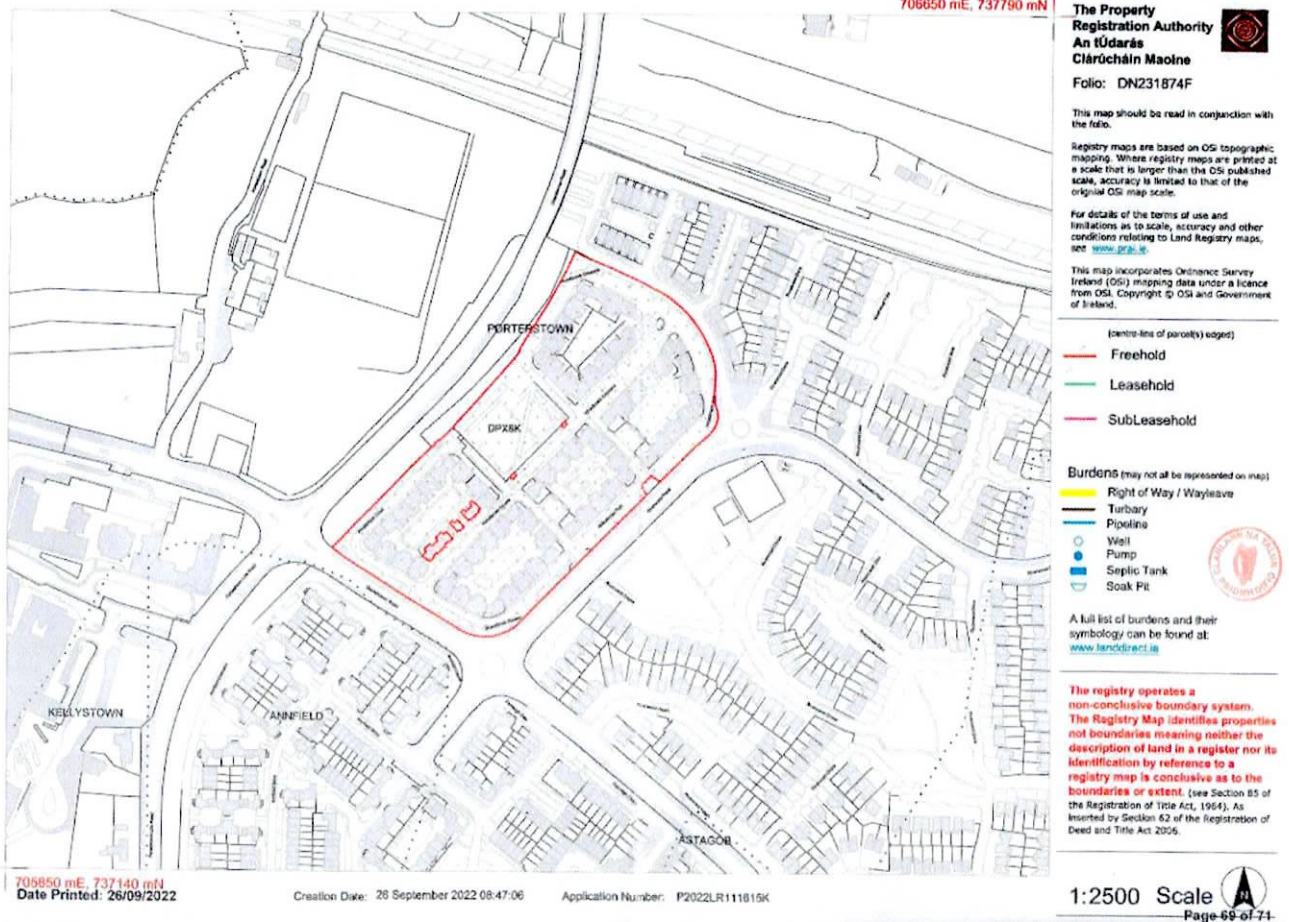 706650 mE, 737790 mN
The Property
Registration Authority
An tÚdarás
Clárúcháin Maoine
Folio: DN231874F
This map should be read in conjunction with
the folio.
Registry maps are based on OSi topographic
mapping. Where registry maps are printed at
a scale that is larger than the OSi published
scale, accuracy is limited to that of the
original OSi map scale.
For details of the terms of use and
limitations as to scale, accuracy and other
conditions relating to Land Registry maps,
see www.prai.ie.
This map incorporates Ordnance Survey
Ireland (OSi) mapping data under a licence
from OSi. Copyright © OSi and Government
of Ireland.
(centre-line of parcel(s) edged)
Freehold
Leasehold
SubLeasehold
Burdens (may not all be represented on map)
Right of Way / Wayleave
Turbary
Pipeline
Well
Pump
Septic Tank
Soak Pit
A full list of burdens and their
symbology can be found at:
www.landdirect.ie
The registry operates a
non-conclusive boundary system.
The Registry Map identifies properties
not boundaries meaning neither the
description of land in a register nor its
identification by reference to a
registry map is conclusive as to the
boundaries or extent. (see Section 85 of
the Registration of Title Act, 1964). As
inserted by Section 62 of the Registration of
Deed and Title Act 2006.
1:2500 Scale
N
Page 69 of 71
PORTERSTOWN
DPX6K
KELLYSTOWN
ANNFIELD
ASTAGOB
705850 mE, 737140 mN
Date Printed: 26/09/2022
Creation Date: 26 September 2022 08:47:06
Application Number: P2022LR111615K